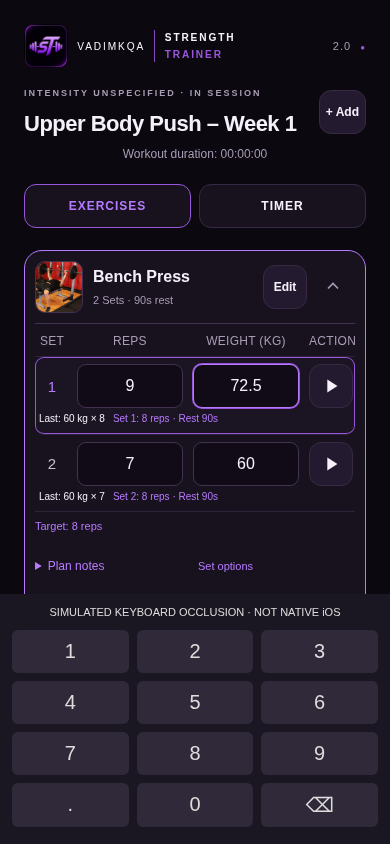 ST
VADIMKQA
STRENGTH
TRAINER
2.0
INTENSITY UNSPECIFIED · IN SESSION
Upper Body Push – Week 1
+ Add
Workout duration: 00:00:00
EXERCISES
TIMER
Bench Press
2 Sets · 90s rest
Edit
SET REPS WEIGHT (KG) ACTION
1 9 72.5
Last: 60 kg × 8 Set 1: 8 reps · Rest 90s
2 7 60
Last: 60 kg × 7 Set 2: 8 reps · Rest 90s
Target: 8 reps
Plan notes
Set options
SIMULATED KEYBOARD OCCLUSION · NOT NATIVE iOS
1 2 3
4 5 6
7 8 9
. 0 ⌫